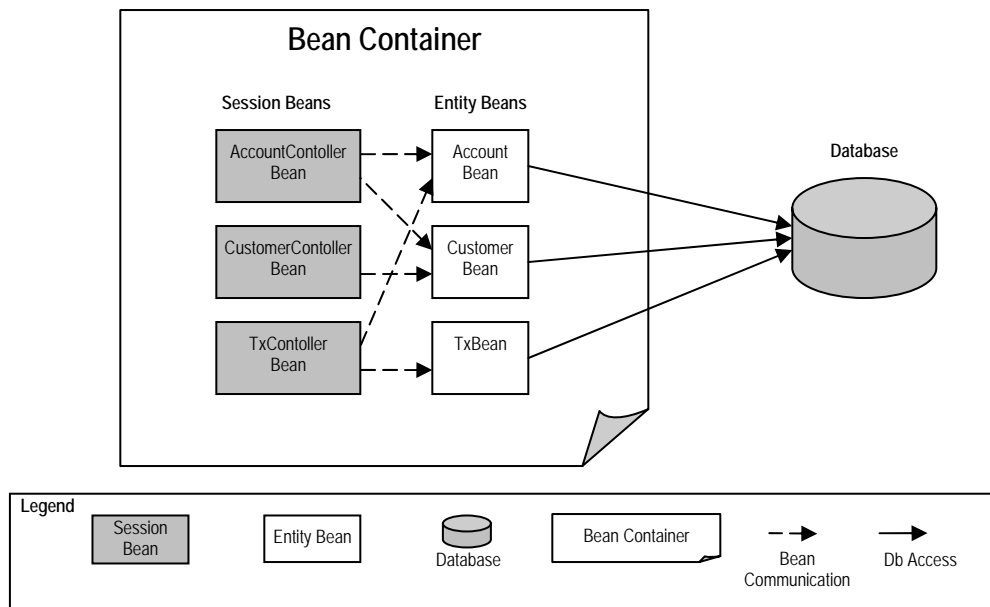 Bean Container
Session Beans
Entity Beans
AccountContoller
Bean
Account
Bean
Database
CustomerContoller
Bean
Customer
Bean
TxContoller
Bean
TxBean
Legend
Session
Bean
Entity Bean
Database
Bean Container
Bean
Communication
Db Access